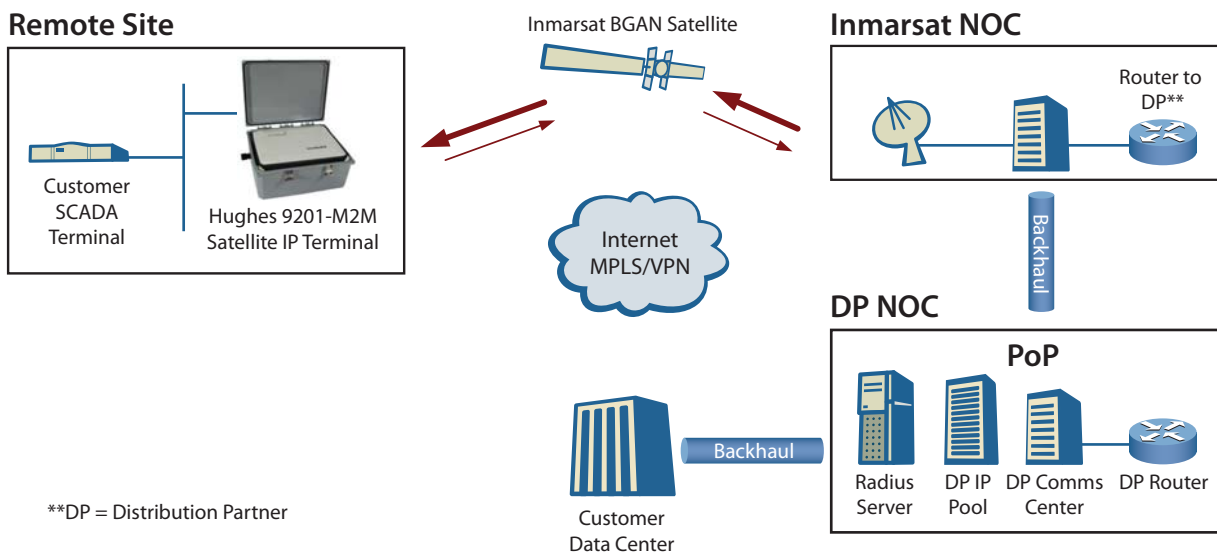 Remote Site
Customer
SCADA
Terminal
Hughes 9201-M2M
Satellite IP Terminal
Inmarsat BGAN Satellite
Inmarsat NOC
Router to
DP**
Backhaul
Internet
MPLS/VPN
DP NOC
PoP
Radius
Server
DP IP
Pool
DP Comms
Center
DP Router
Backhaul
Customer
Data Center
**DP = Distribution Partner